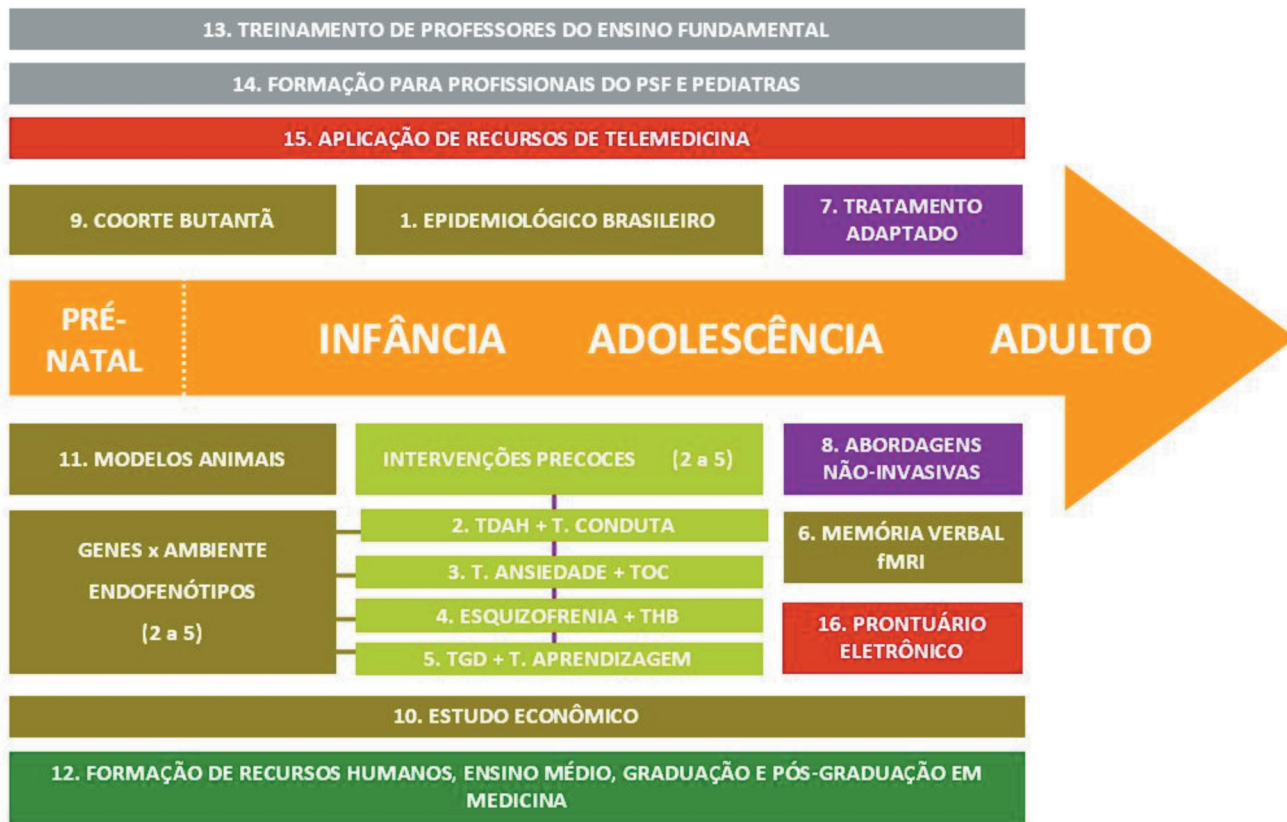 13. TREINAMENTO DE PROFESSORES DO ENSINO FUNDAMENTAL
14. FORMAÇÃO PARA PROFISSIONAIS DO PSF E PEDIATRAS
15. APLICAÇÃO DE RECURSOS DE TELEMEDICINA
9. COORTE BUTANTÃ
1. EPIDEMIOLÓGICO BRASILEIRO
7. TRATAMENTO
ADAPTADO
PRÉ-
NATAL
INFÂNCIA
ADOLESCÊNCIA
ADULTO
11. MODELOS ANIMAIS
INTERVENÇÕES PRECOCES (2 a 5)
8. ABORDAGENS
NÃO-INVASIVAS
GENES x AMBIENTE
ENDOFENÓTIPOS
(2 a 5)
2. TDAH + T. CONDUTA
3. T. ANSIEDADE + TOC
4. ESQUIZOFRENIA + THB
5. TGD + T. APRENDIZAGEM
6. MEMÓRIA VERBAL
fMRI
16. PRONTUÁRIO
ELETRÔNICO
10. ESTUDO ECONÔMICO
12. FORMAÇÃO DE RECURSOS HUMANOS, ENSINO MÉDIO, GRADUAÇÃO E PÓS-GRADUAÇÃO EM
MEDICINA